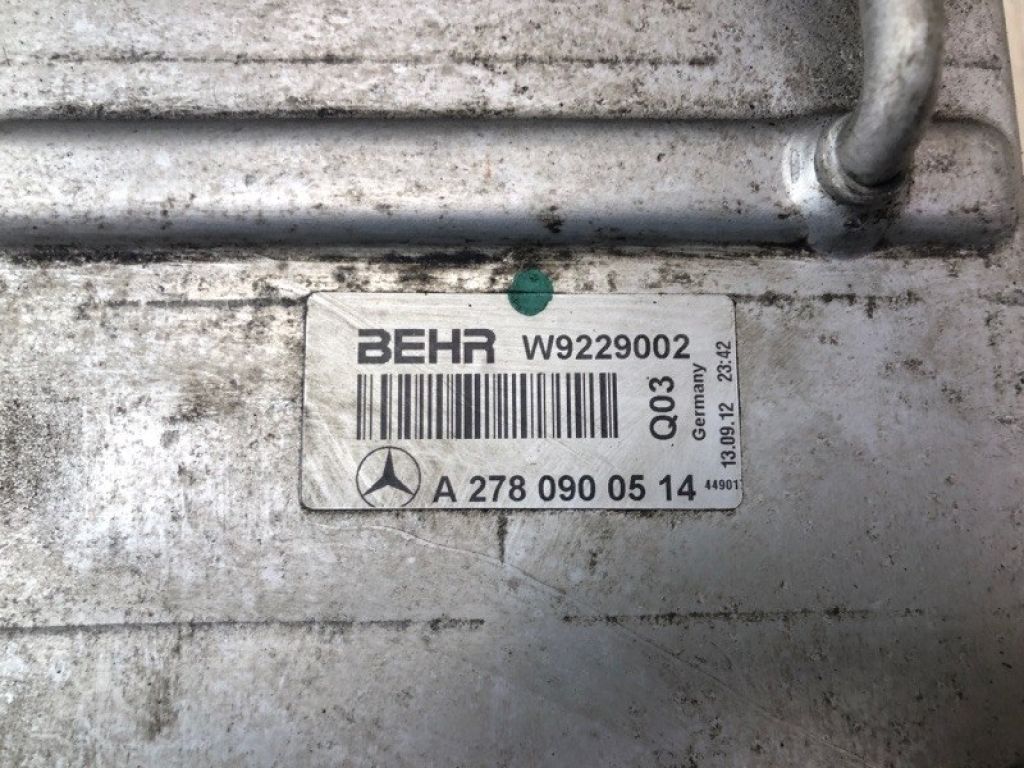 BEHR W9229002
Q03
Germany
13.09.12 23:42
A 278 090 05 14
44901